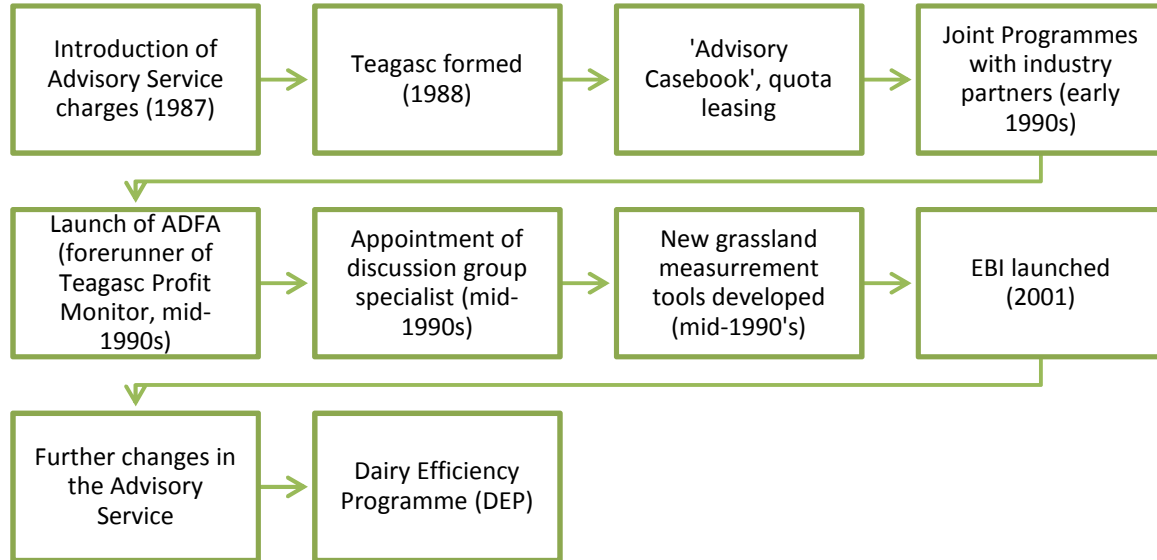 Introduction of
Advisory Service
charges (1987)
Teagasc formed
(1988)
'Advisory
Casebook', quota
leasing
Joint Programmes
with industry
partners (early
1990s)
Launch of ADFA
(forerunner of
Teagasc Profit
Monitor, mid-
1990s)
Appointment of
discussion group
specialist (mid-
1990s)
New grassland
measurrement
tools developed
(mid-1990's)
EBI launched
(2001)
Further changes in
the Advisory
Service
Dairy Efficiency
Programme (DEP)